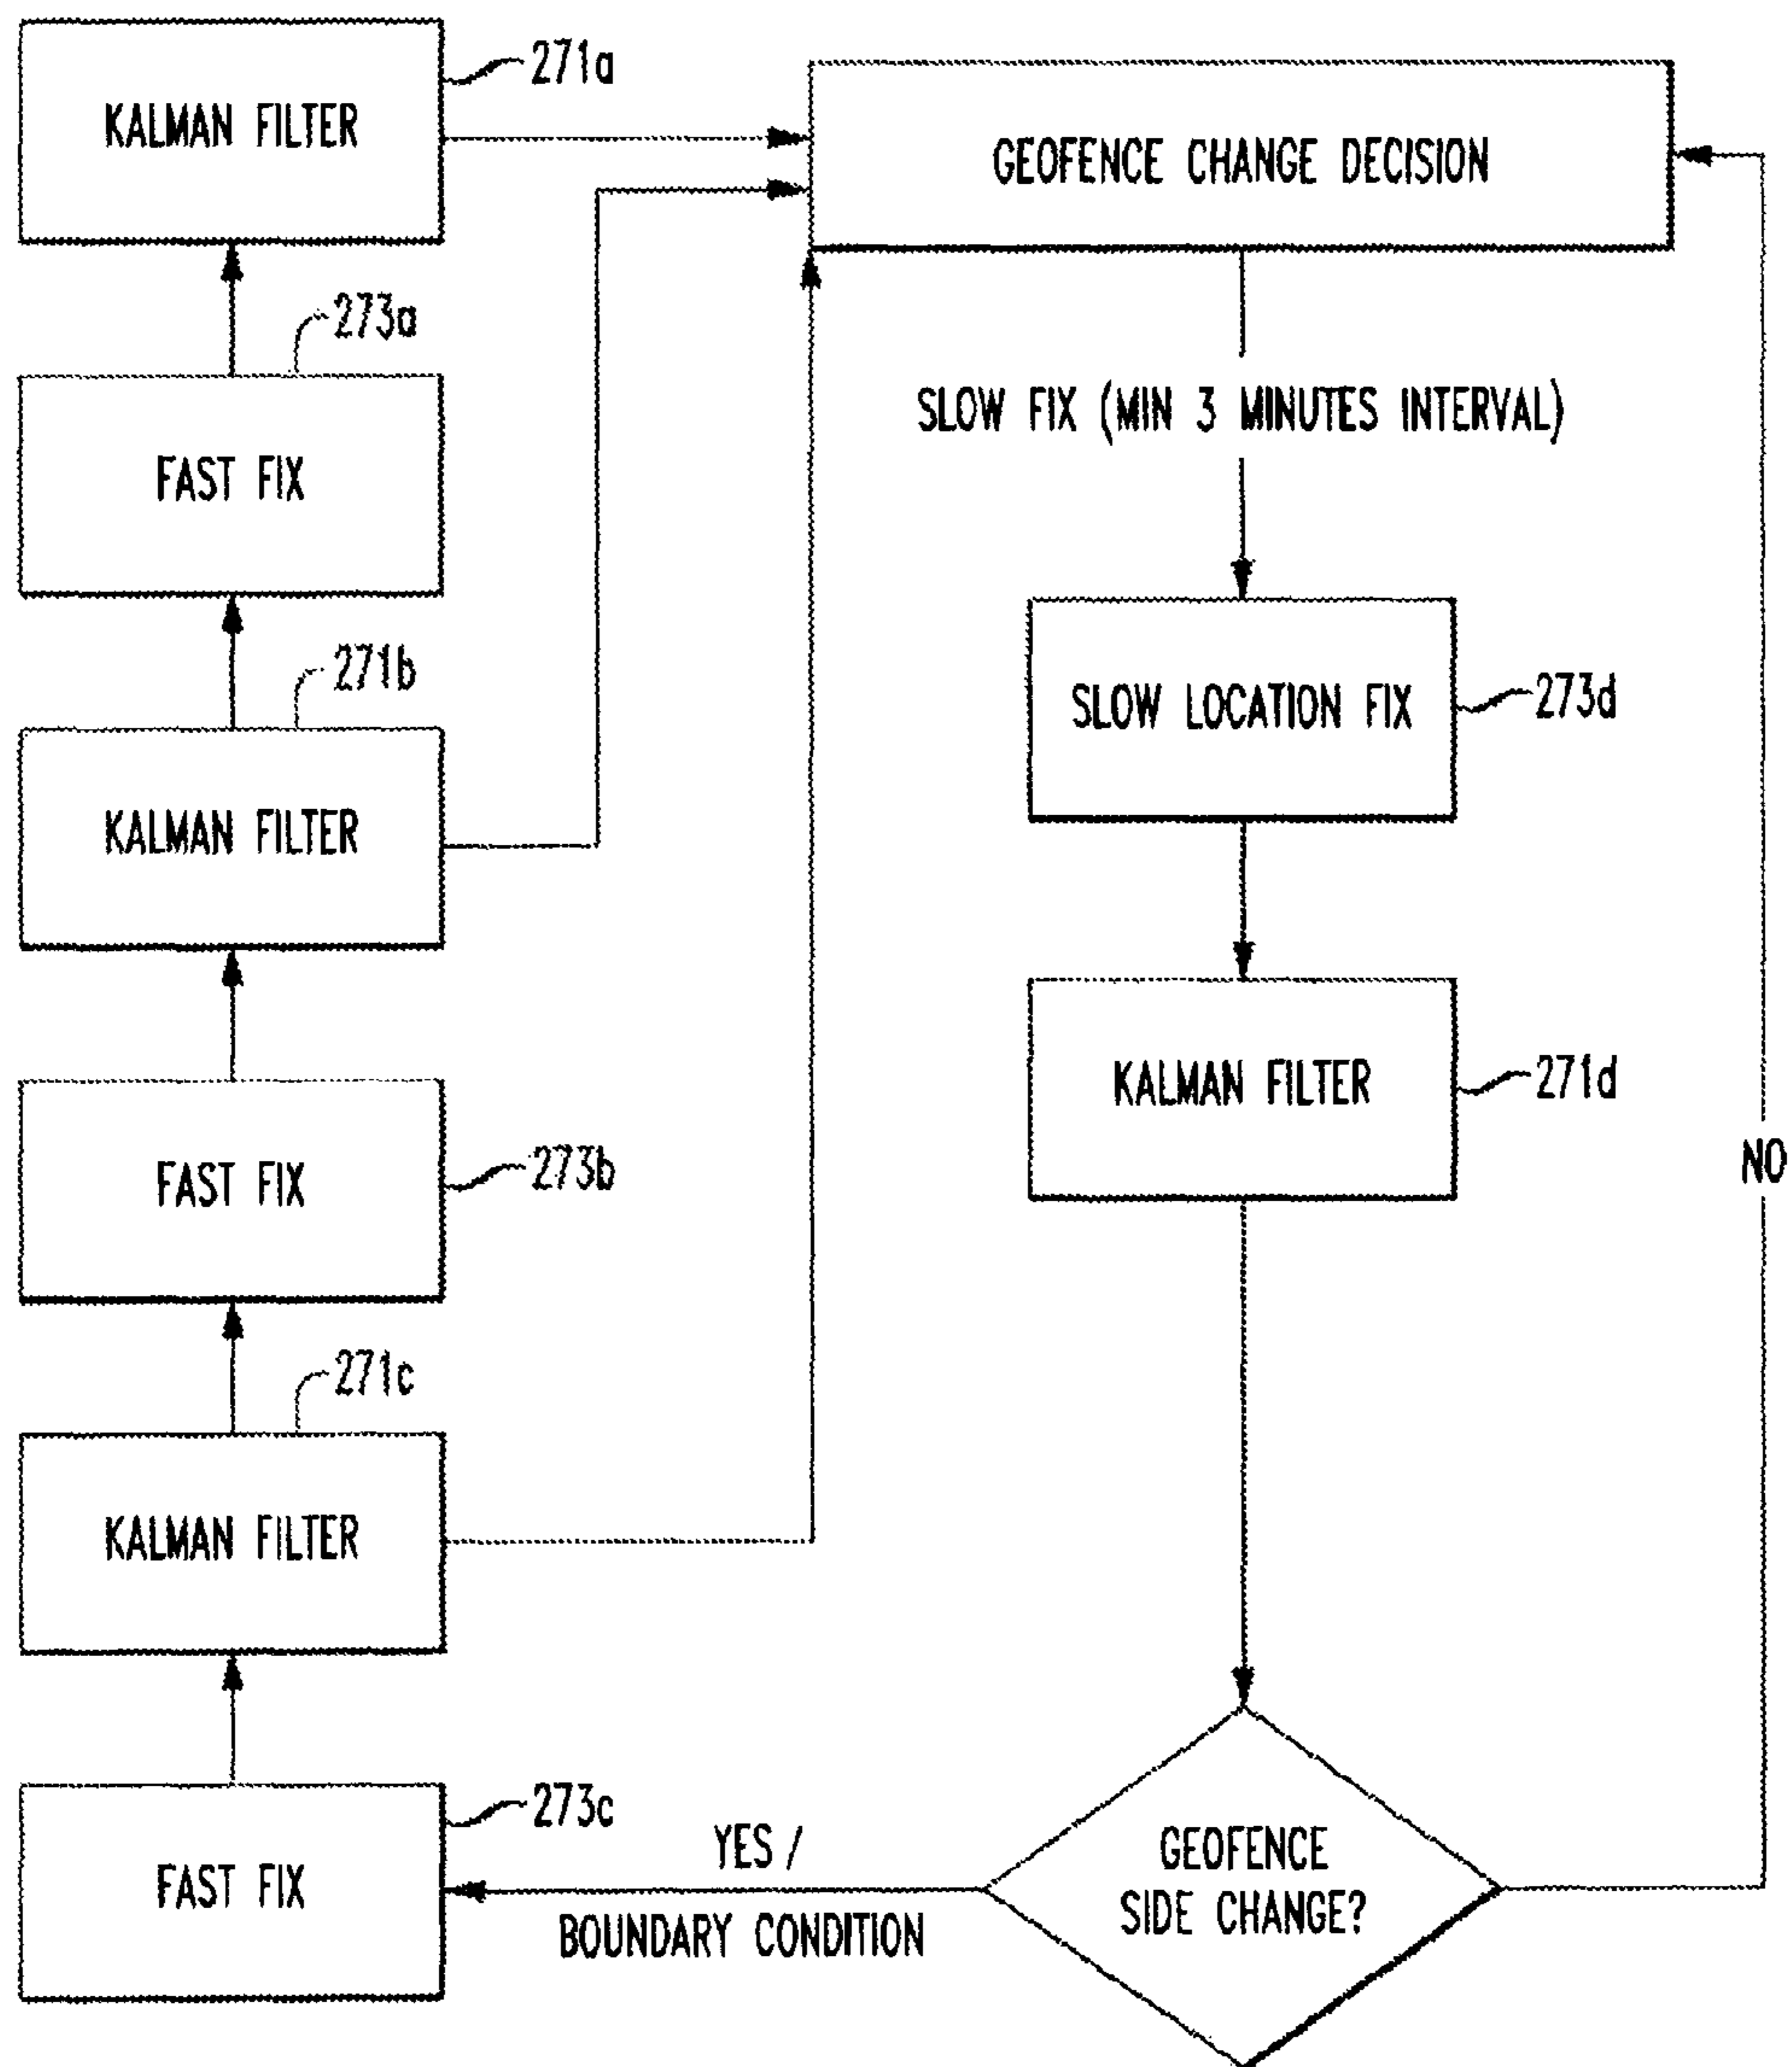 271a
KALMAN FILTER
GEOFENCE CHANGE DECISION
273a
SLOW FIX (MIN 3 MINUTES INTERVAL)
FAST FIX
271b
SLOW LOCATION FIX
273d
KALMAN FILTER
KALMAN FILTER
271d
NO
FAST FIX
273b
271c
KALMAN FILTER
273c
YES /
GEOFENCE
FAST FIX
SIDE CHANGE?
BOUNDARY CONDITION